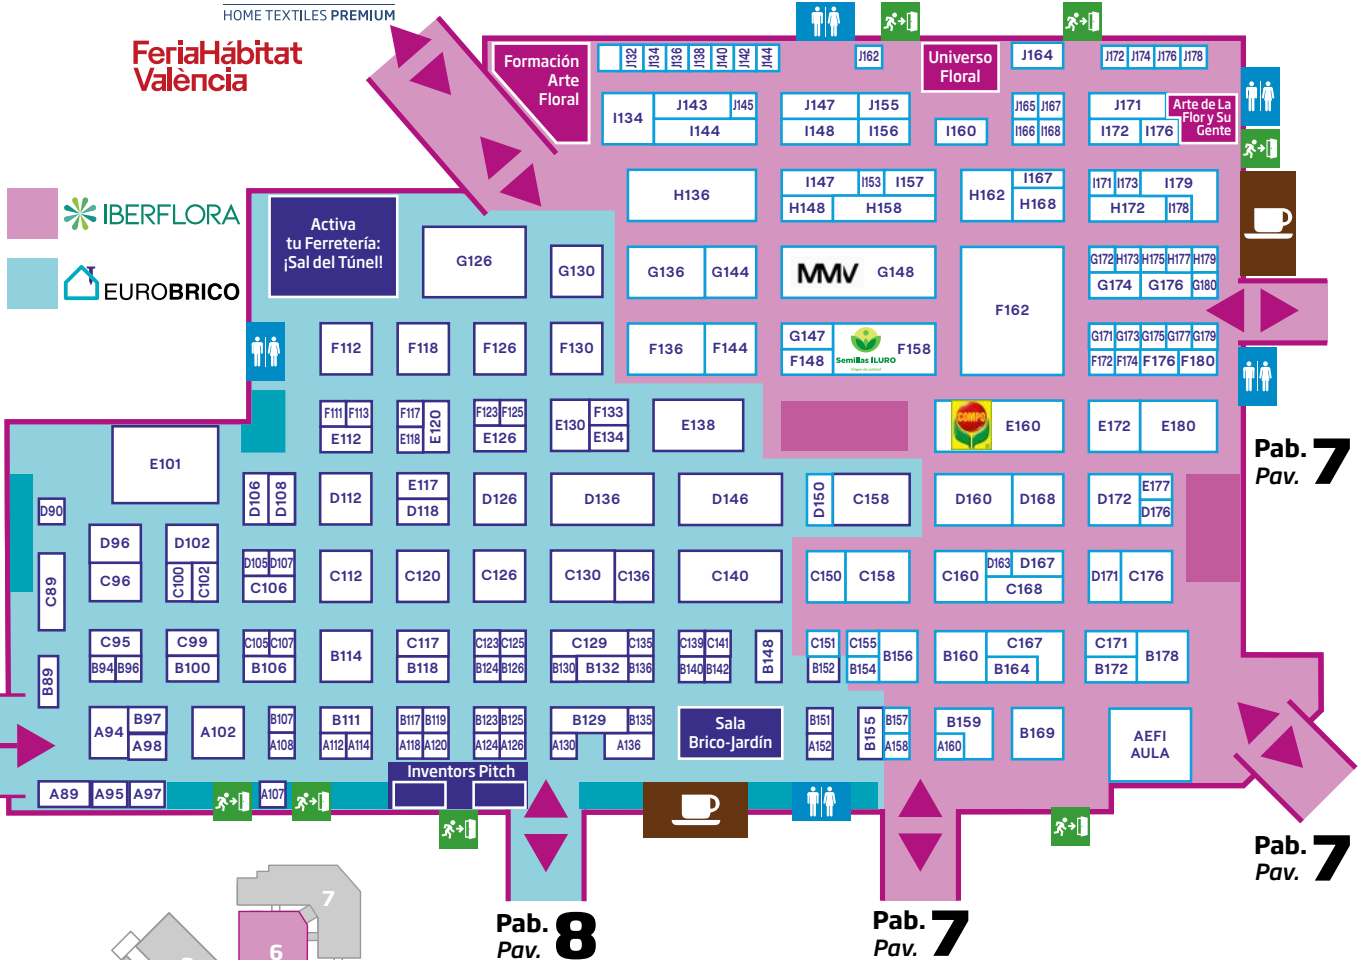 HOME TEXTILES PREMIUM
FeriaHábitat
València
IBERFLORA
EUROBRICO
Formación
Arte
Floral
J132 J134 J136 J138 J140 J142 J144
J162
Universo
Floral
J164
J172 J174 J176 J178
I134
J143 J145
I144
J147 J155
I148 I156
I160
J165 J167
I166 I168
J171
I172 I176
Arte de La
Flor y Su
Gente
H136
I147 I153 I157
H148 H158
H162
I167
H168
I171 I173 I179
H172 I178
Activa
tu Ferretería:
¡Sal del Túnel!
G126
G130
G136 G144
MMV G148
F162
G172 H173 H175 H177 H179
G174 G176 G180
F112
F118
F126
F130
F136 F144
G147
F148
Semillas ILURO
F158
G171 G173 G175 G177 G179
F172 F174 F176 F180
F111 F113
E112
F117
E118
E120
F123 F125
E126
E130
F133
E134
E138
COMPO
E160
E172 E180
Pab. 7
Pav.
E101
D90
D106 D108
D112
E117
D118
D126
D136
D146
D150 C158
D160 D168
D172
E177
D176
D96
C96
D102
C100 C102
C89
D105 D107
C106
C112
C120
C126
C130 C136
C140
C150 C158
C160
D163 D167
C168
D171 C176
C95
B94 B96
C99
B100
B89
C105 C107
B106
B114
C117
B118
C123 C125
B124 B126
C129 C135
B130 B132 B136
C139 C141
B140 B142
B148
C151
B152
C155
B154
B156
B160
C167
B164
C171
B172
B178
A94
B97
A98
A102
B107
A108
B111
A112 A114
B117 B119
A118 A120
B123 B125
A124 A126
B129 B135
A130 A136
Sala
Brico-Jardín
B151
A152
B155
B157
A158
B159
A160
B169
AEFI
AULA
A89 A95 A97
A107
Inventors Pitch
Pab. 7
Pav.
Pab. 8
Pav.
Pab. 7
Pav.
7
6